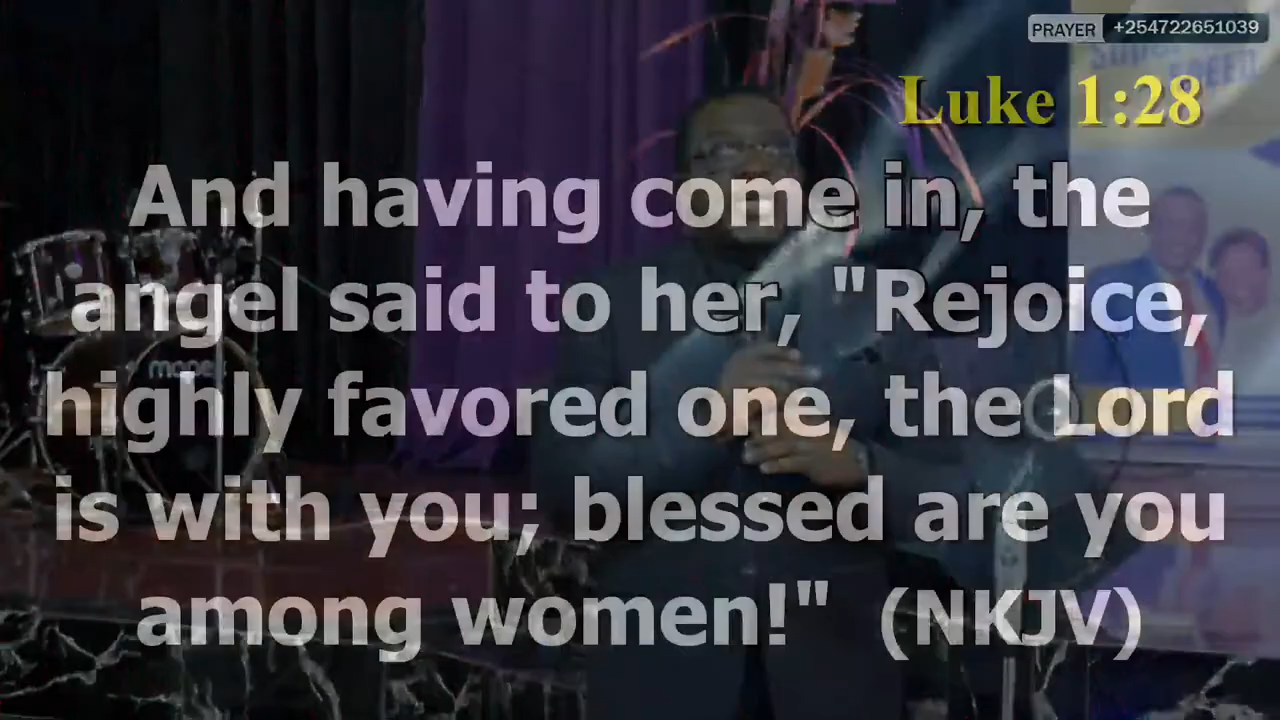 PRAYER +254722651039
Luke 1:28
And having come in, the
angel said to her, "Rejoice,
highly favored one, the Lord
is with you; blessed are you
among women!" (NKJV)
mapex